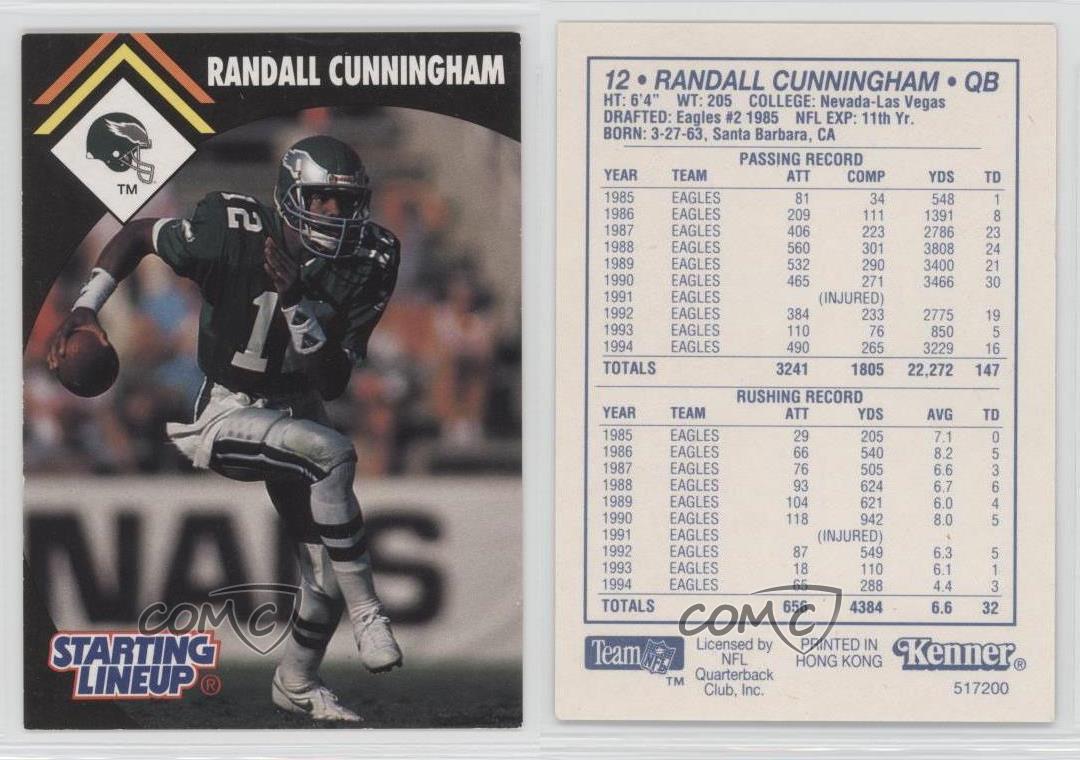 RANDALL CUNNINGHAM
TM
12
12
NALS
COMC
STARTING
LINEUP®
12 • RANDALL CUNNINGHAM • QB
HT: 6'4" WT: 205 COLLEGE: Nevada-Las Vegas
DRAFTED: Eagles #2 1985 NFL EXP: 11th Yr.
BORN: 3-27-63, Santa Barbara, CA
PASSING RECORD
YEAR TEAM ATT COMP YDS TD
1985 EAGLES 81 34 548 1
1986 EAGLES 209 111 1391 8
1987 EAGLES 406 223 2786 23
1988 EAGLES 560 301 3808 24
1989 EAGLES 532 290 3400 21
1990 EAGLES 465 271 3466 30
1991 EAGLES (INJURED)
1992 EAGLES 384 233 2775 19
1993 EAGLES 110 76 850 5
1994 EAGLES 490 265 3229 16
TOTALS 3241 1805 22,272 147
RUSHING RECORD
YEAR TEAM ATT YDS AVG TD
1985 EAGLES 29 205 7.1 0
1986 EAGLES 66 540 8.2 5
1987 EAGLES 76 505 6.6 3
1988 EAGLES 93 624 6.7 6
1989 EAGLES 104 621 6.0 4
1990 EAGLES 118 942 8.0 5
1991 EAGLES (INJURED)
1992 EAGLES 87 549 6.3 5
1993 EAGLES 18 110 6.1 1
1994 EAGLES 65 288 4.4 3
TOTALS 656 4384 6.6 32
COMC
Team NFL TM
Licensed by
NFL
Quarterback
Club, Inc.
PRINTED IN
HONG KONG
Kenner®
517200